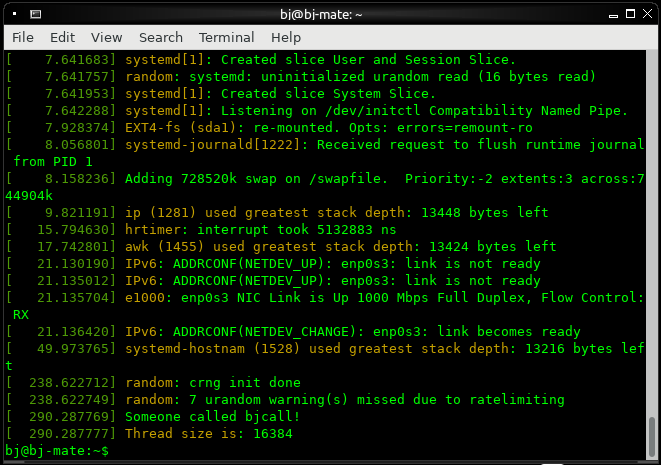 bj@bj-mate: ~
File Edit View Search Terminal Help
[    7.641683] systemd[1]: Created slice User and Session Slice.
[    7.641757] random: systemd: uninitialized urandom read (16 bytes read)
[    7.641953] systemd[1]: Created slice System Slice.
[    7.642288] systemd[1]: Listening on /dev/initctl Compatibility Named Pipe.
[    7.928374] EXT4-fs (sda1): re-mounted. Opts: errors=remount-ro
[    8.056801] systemd-journald[1222]: Received request to flush runtime journal
 from PID 1
[    8.158236] Adding 728520k swap on /swapfile.  Priority:-2 extents:3 across:7
44904k
[    9.821191] ip (1281) used greatest stack depth: 13448 bytes left
[   15.794630] hrtimer: interrupt took 5132883 ns
[   17.742801] awk (1455) used greatest stack depth: 13424 bytes left
[   21.130190] IPv6: ADDRCONF(NETDEV_UP): enp0s3: link is not ready
[   21.135012] IPv6: ADDRCONF(NETDEV_UP): enp0s3: link is not ready
[   21.135704] e1000: enp0s3 NIC Link is Up 1000 Mbps Full Duplex, Flow Control:
 RX
[   21.136420] IPv6: ADDRCONF(NETDEV_CHANGE): enp0s3: link becomes ready
[   49.973765] systemd-hostnam (1528) used greatest stack depth: 13216 bytes lef
t
[  238.622712] random: crng init done
[  238.622749] random: 7 urandom warning(s) missed due to ratelimiting
[  290.287769] Someone called bjcall!
[  290.287777] Thread size is: 16384
bj@bj-mate:~$